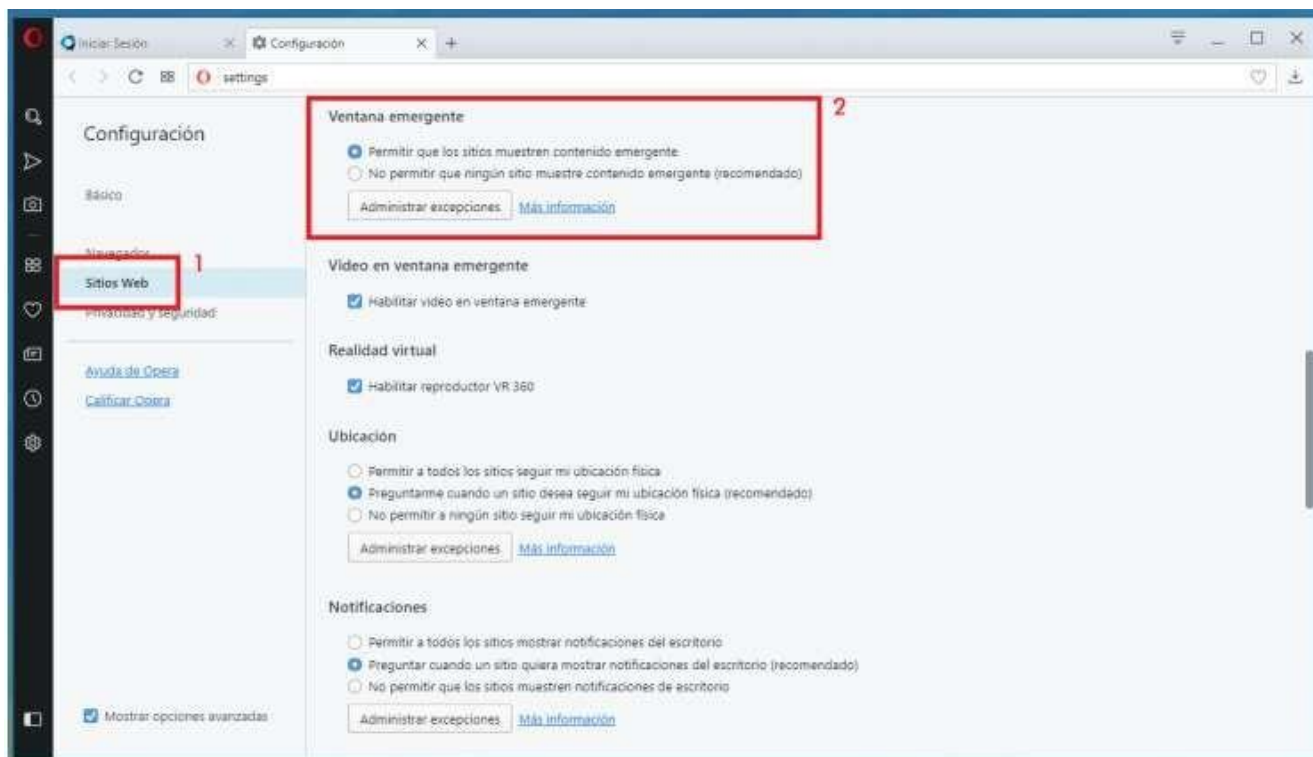 Iniciar Sesión
Configuración
settings
Configuración
Básico
Navegador
1
Sitios Web
Privacidad y seguridad
Ayuda de Opera
Calificar Opera
Mostrar opciones avanzadas
2
Ventana emergente
Permitir que los sitios muestren contenido emergente
No permitir que ningún sitio muestre contenido emergente (recomendado)
Administrar excepciones Más información
Video en ventana emergente
Habilitar video en ventana emergente
Realidad virtual
Habilitar reproductor VR 360
Ubicación
Permitir a todos los sitios seguir mi ubicación física
Preguntarme cuando un sitio desea seguir mi ubicación física (recomendado)
No permitir a ningún sitio seguir mi ubicación física
Administrar excepciones Más información
Notificaciones
Permitir a todos los sitios mostrar notificaciones del escritorio
Preguntar cuando un sitio quiera mostrar notificaciones del escritorio (recomendado)
No permitir que los sitios muestren notificaciones de escritorio
Administrar excepciones Más información